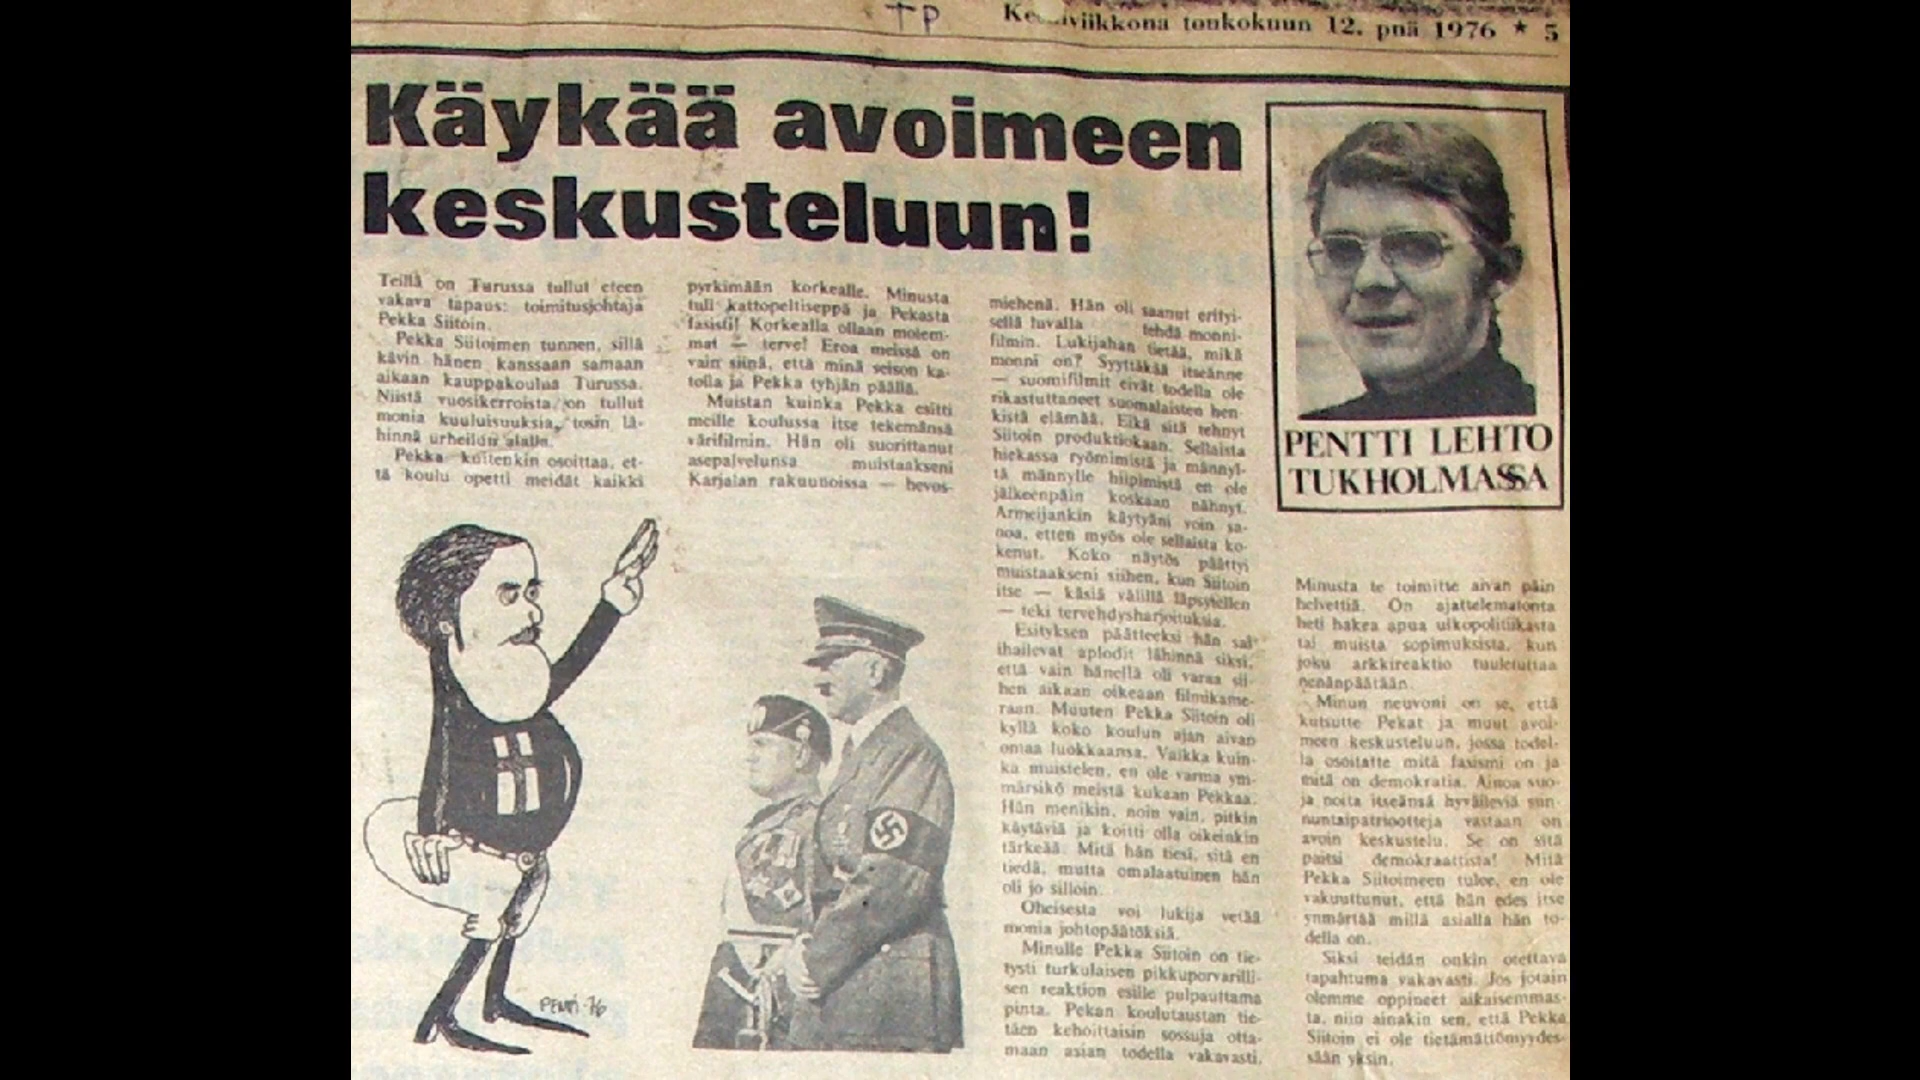 TP
Keskiviikkona toukokuun 12. pnä 1976 ★ 5
Käykää avoimeen
keskusteluun!
Teillä on Turussa tullut eteen
vakava tapaus: toimitusjohtaja
Pekka Siitoin.
Pekka Siitoimen tunnen, sillä
kävin hänen kanssaan samaan
aikaan kauppakoulua Turussa.
Niistä vuosikerroista on tullut
monia kuuluisuuksia, tosin lä-
hinnä urheilun alalla.
Pekka kuitenkin osoittaa, et-
tä koulu opetti meidät kaikki
pyrkimään korkealle. Minusta
tuli kattopeltiseppä ja Pekasta
fasisti! Korkealla ollaan molem-
mat — terve! Eroa meissä on
vain siinä, että minä seison ka-
tolla ja Pekka tyhjän päällä.
Muistan kuinka Pekka esitti
meille koulussa itse tekemänsä
värifilmin. Hän oli suorittanut
asepalvelunsa muistaakseni
Karjalan rakuunoissa — hevos-
miehenä. Hän oli saanut erityi-
sellä luvalla tehdä monni-
filmin. Lukijahan tietää, mikä
monni on? Syyttäkää itseänne
— suomifilmit eivät todella ole
rikastuttaneet suomalaisten hen-
kistä elämää. Eikä sitä tehnyt
Siitoin produktiokaan. Sellaista
hiekassa ryömimistä ja männyl-
tä männylle hiipimistä en ole
jälkeenpäin koskaan nähnyt.
Armeijankin käytyäni voin sa-
noa, etten myös ole sellaista ko-
kenut. Koko näytös päättyi
muistaakseni siihen, kun Siitoin
itse — käsiä välillä läpsytellen
— teki tervehdysharjoituksia.
Esityksen päätteeksi hän sai
ihailevat aplodit lähinnä siksi,
että vain hänellä oli varaa sii-
hen aikaan oikeaan filmikame-
raan. Muuten Pekka Siitoin oli
kyllä koko koulun ajan aivan
omaa luokkaansa. Vaikka kuin-
ka muistelen, en ole varma ym-
märsikö meistä kukaan Pekkaa.
Hän menikin, noin vain, pitkin
käytäviä ja koitti olla oikeinkin
tärkeää. Mitä hän tiesi, sitä en
tiedä, mutta omalaatuinen hän
oli jo silloin.
Oheisesta voi lukija vetää
monia johtopäätöksiä.
Minulle Pekka Siitoin on tie-
tysti turkulaisen pikkuporvarilli-
sen reaktion esille pulpauttama
pinta. Pekan koulutaustan tie-
täen kehoittaisin sossuja otta-
maan asian todella vakavasti.
PENTTI LEHTO
TUKHOLMASSA
Minusta te toimitte aivan päin
helvettiä. On ajattelematonta
heti hakea apua ulkopolitiikasta
tai muista sopimuksista, kun
joku arkkireaktio tuuletuttaa
nenänpäätään.
Minun neuvoni on se, että
kutsutte Pekat ja muut avoi-
meen keskusteluun, jossa todel-
la osoitatte mitä fasismi on ja
mitä on demokratia. Ainoa suo-
ja noita itseänsä hyväileviä sun-
nuntaipatriootteja vastaan on
avoin keskustelu. Se on sitä
paitsi demokraattista! Mitä
Pekka Siitoimeen tulee, en ole
vakuuttunut, että hän edes itse
ynmärtää millä asialla hän to-
della on.
Siksi teidän onkin otettava
tapahtuma vakavasti. Jos jotain
olemme oppineet aikaisemmas-
ta, niin ainakin sen, että Pekka
Siitoin ei ole tietämättömyydes-
sään yksin.
PENTTI -76